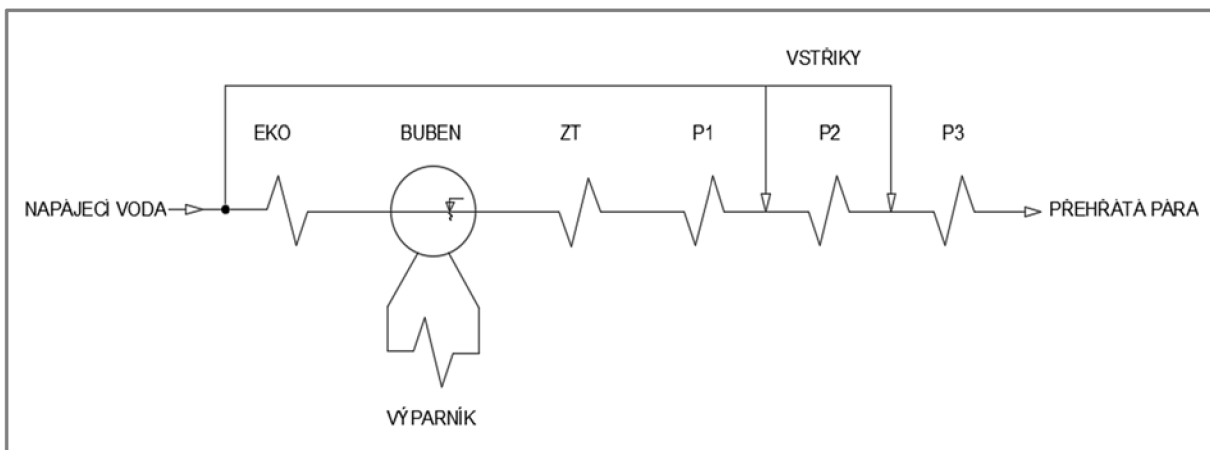 VSTŘIKY
EKO
BUBEN
ZT
P1
P2
P3
NAPÁJECÍ VODA
PŘEHŘÁTÁ PÁRA
VÝPARNÍK